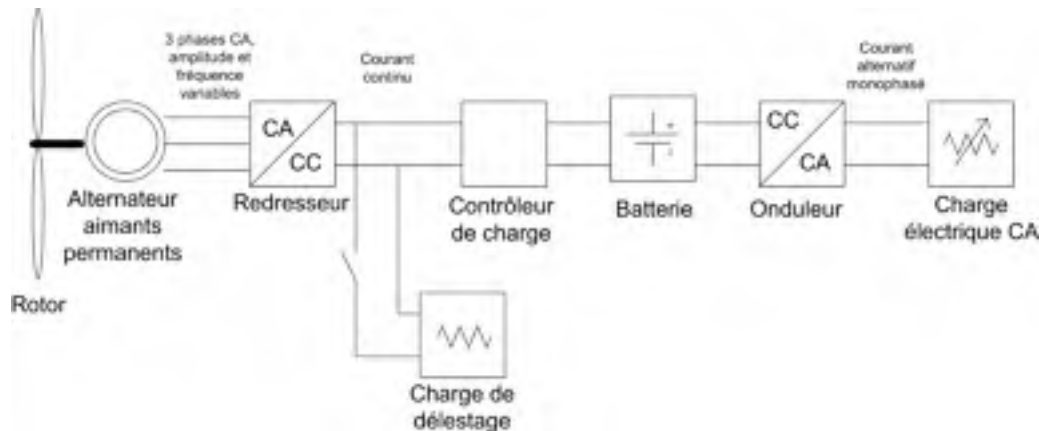 3 phases CA,
amplitude et
fréquence
variables
Courant
continu
Courant
alternatif
monophasé
CA
CC
+
-
CC
CA
Alternateur
aimants
permanents
Redresseur
Contrôleur
de charge
Batterie
Onduleur
Charge
électrique CA
Rotor
Charge de
délestage